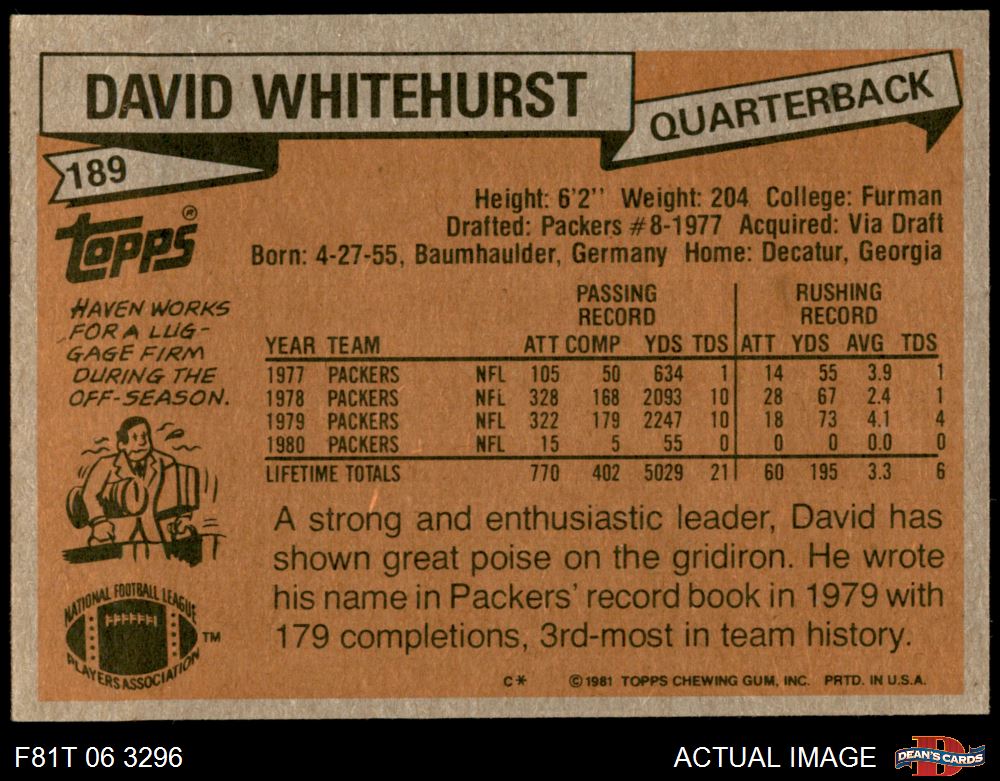 DAVID WHITEHURST
QUARTERBACK
189
topps®
Height: 6'2'' Weight: 204 College: Furman
Drafted: Packers #8-1977 Acquired: Via Draft
Born: 4-27-55, Baumhaulder, Germany Home: Decatur, Georgia
HAVEN WORKS
FOR A LUG-
GAGE FIRM
DURING THE
OFF-SEASON.
PASSING RECORD RUSHING RECORD
YEAR TEAM ATT COMP YDS TDS ATT YDS AVG TDS
1977 PACKERS NFL 105 50 634 1 14 55 3.9 1
1978 PACKERS NFL 328 168 2093 10 28 67 2.4 1
1979 PACKERS NFL 322 179 2247 10 18 73 4.1 4
1980 PACKERS NFL 15 5 55 0 0 0 0.0 0
LIFETIME TOTALS 770 402 5029 21 60 195 3.3 6
A strong and enthusiastic leader, David has
shown great poise on the gridiron. He wrote
his name in Packers' record book in 1979 with
179 completions, 3rd-most in team history.
NATIONAL FOOTBALL LEAGUE
PLAYERS ASSOCIATION
TM
C* ©1981 TOPPS CHEWING GUM, INC. PRTD. IN U.S.A.
F81T 06 3296
ACTUAL IMAGE
D
DEAN'S CARDS